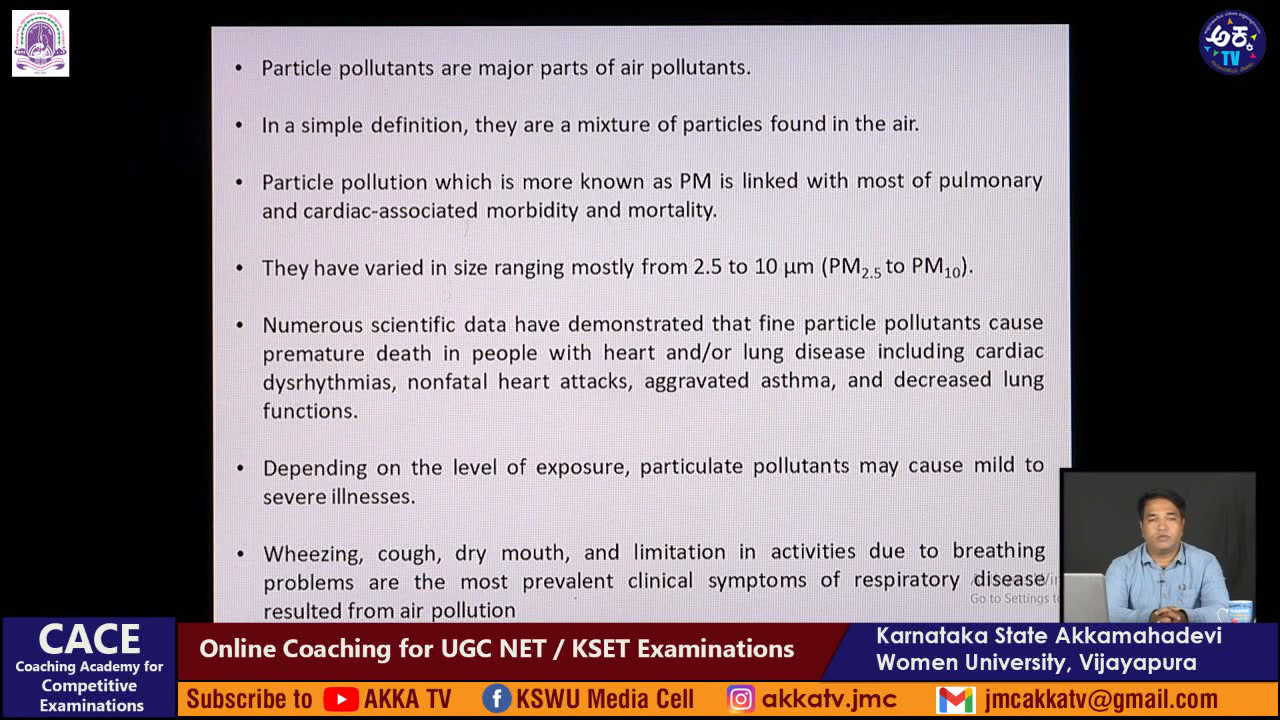 ಅಕ್ಕ
TV
• Particle pollutants are major parts of air pollutants.
• In a simple definition, they are a mixture of particles found in the air.
• Particle pollution which is more known as PM is linked with most of pulmonary
and cardiac-associated morbidity and mortality.
• They have varied in size ranging mostly from 2.5 to 10 μm (PM2.5 to PM10).
• Numerous scientific data have demonstrated that fine particle pollutants cause
premature death in people with heart and/or lung disease including cardiac
dysrhythmias, nonfatal heart attacks, aggravated asthma, and decreased lung
functions.
• Depending on the level of exposure, particulate pollutants may cause mild to
severe illnesses.
• Wheezing, cough, dry mouth, and limitation in activities due to breathing
problems are the most prevalent clinical symptoms of respiratory disease
resulted from air pollution
Go to Settings
CACE
Coaching Academy for
Competitive
Examinations
Online Coaching for UGC NET / KSET Examinations
Karnataka State Akkamahadevi
Women University, Vijayapura
Subscribe to AKKA TV KSWU Media Cell akkatv.jmc jmcakkatv@gmail.com